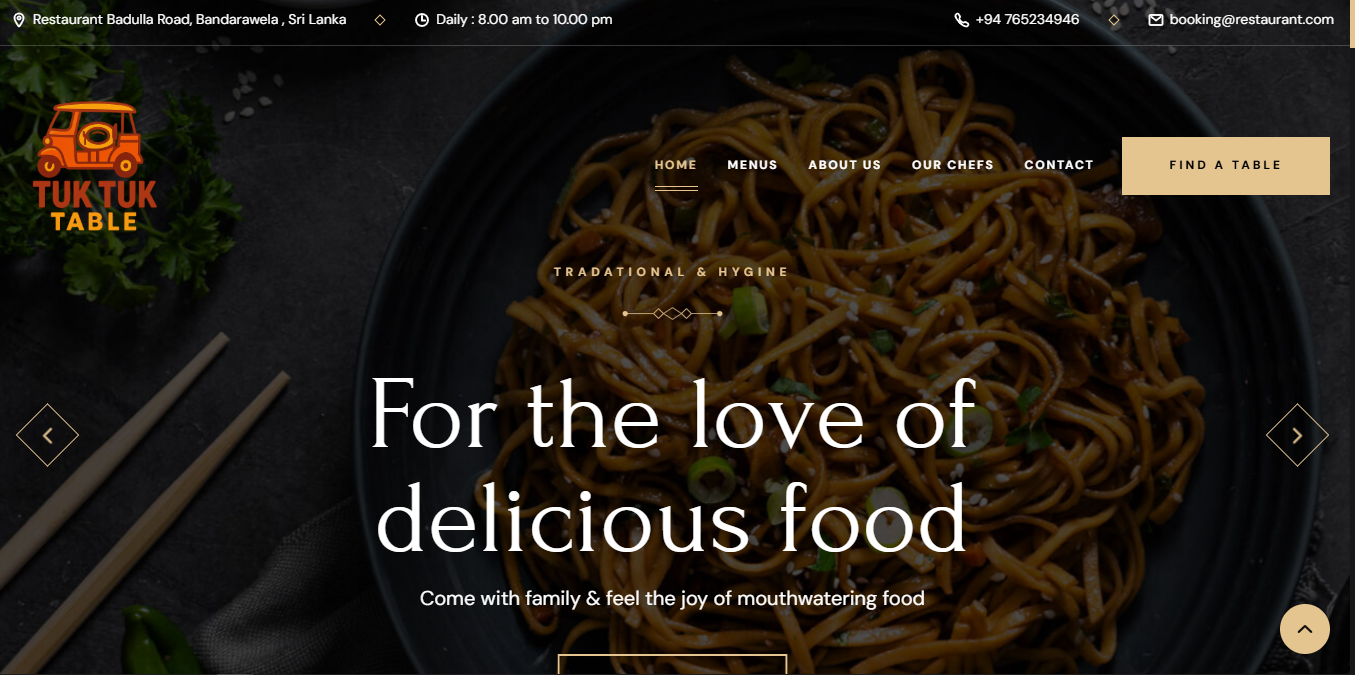 Restaurant Badulla Road, Bandarawela , Sri Lanka
Daily : 8.00 am to 10.00 pm
+94 765234946
booking@restaurant.com
TUK TUK
TABLE
HOME
MENUS
ABOUT US
OUR CHEFS
CONTACT
FIND A TABLE
TRADATIONAL & HYGINE
For the love of
delicious food
Come with family & feel the joy of mouthwatering food